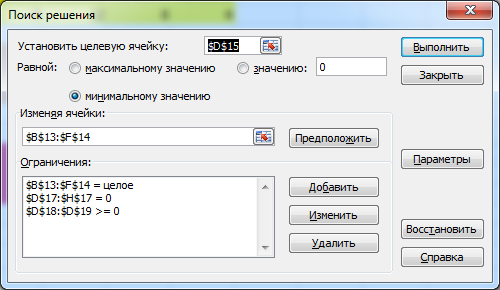 Поиск решения
Установить целевую ячейку: $D$15
Равной: максимальному значению значению: 0
минимальному значению
Изменяя ячейки:
$B$13:$F$14
Предположить
Ограничения:
$B$13:$F$14 = целое
$D$17:$H$17 = 0
$D$18:$D$19 >= 0
Добавить
Изменить
Удалить
Выполнить
Закрыть
Параметры
Восстановить
Справка